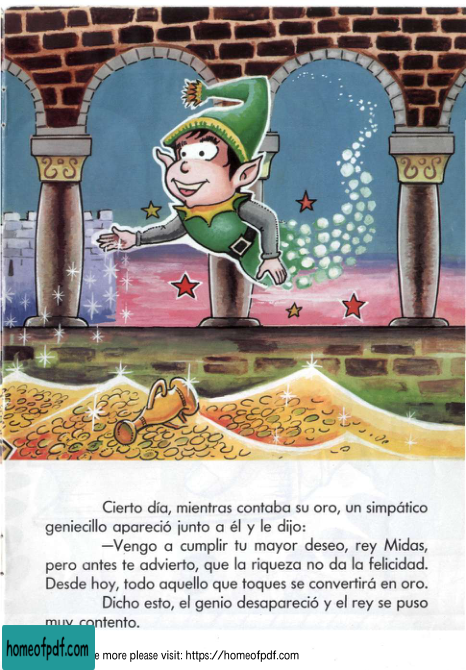 Cierto día, mientras contaba su oro, un simpático
geniecillo apareció junto a él y le dijo:
—Vengo a cumplir tu mayor deseo, rey Midas,
pero antes te advierto, que la riqueza no da la felicidad.
Desde hoy, todo aquello que toques se convertirá en oro.
Dicho esto, el genio desapareció y el rey se puso
muy contento.
homeofpdf.com
more please visit: https://homeofpdf.com